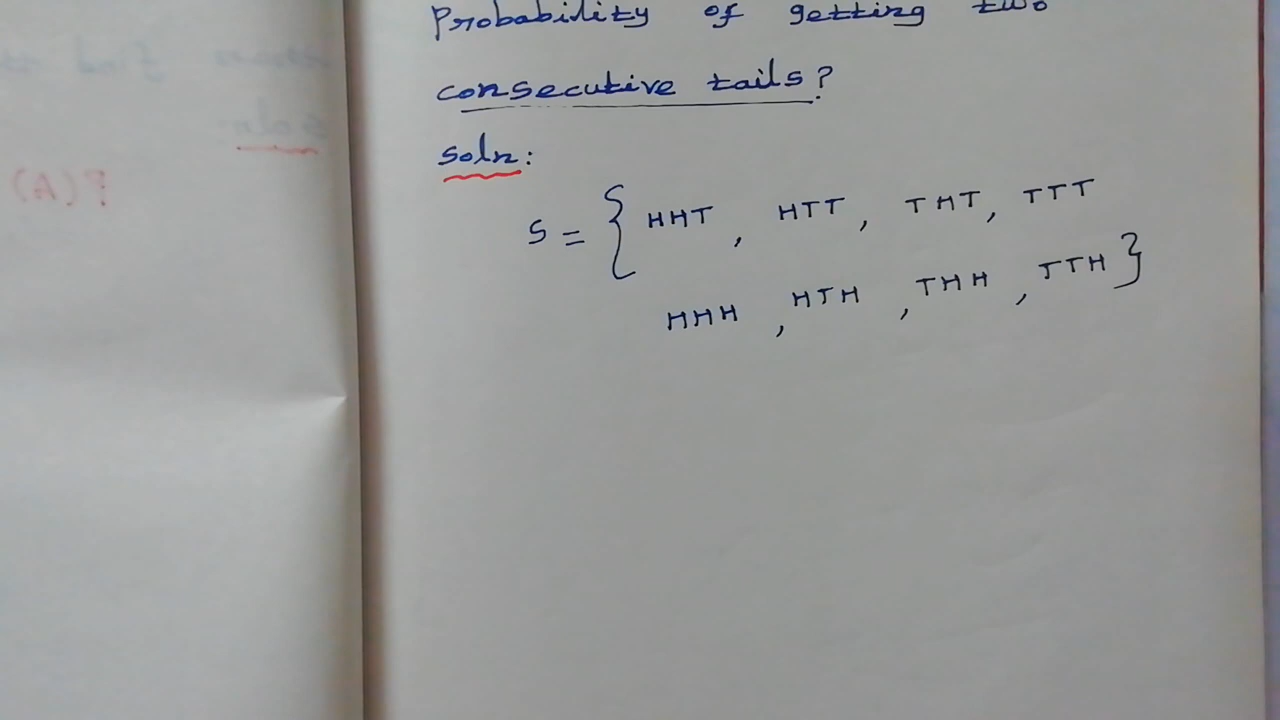 Probability of getting two
consecutive tails?
Soln:
S = { HHT, HTT, THT, TTT
HHH, HTH, THH, TTH }
P(A)